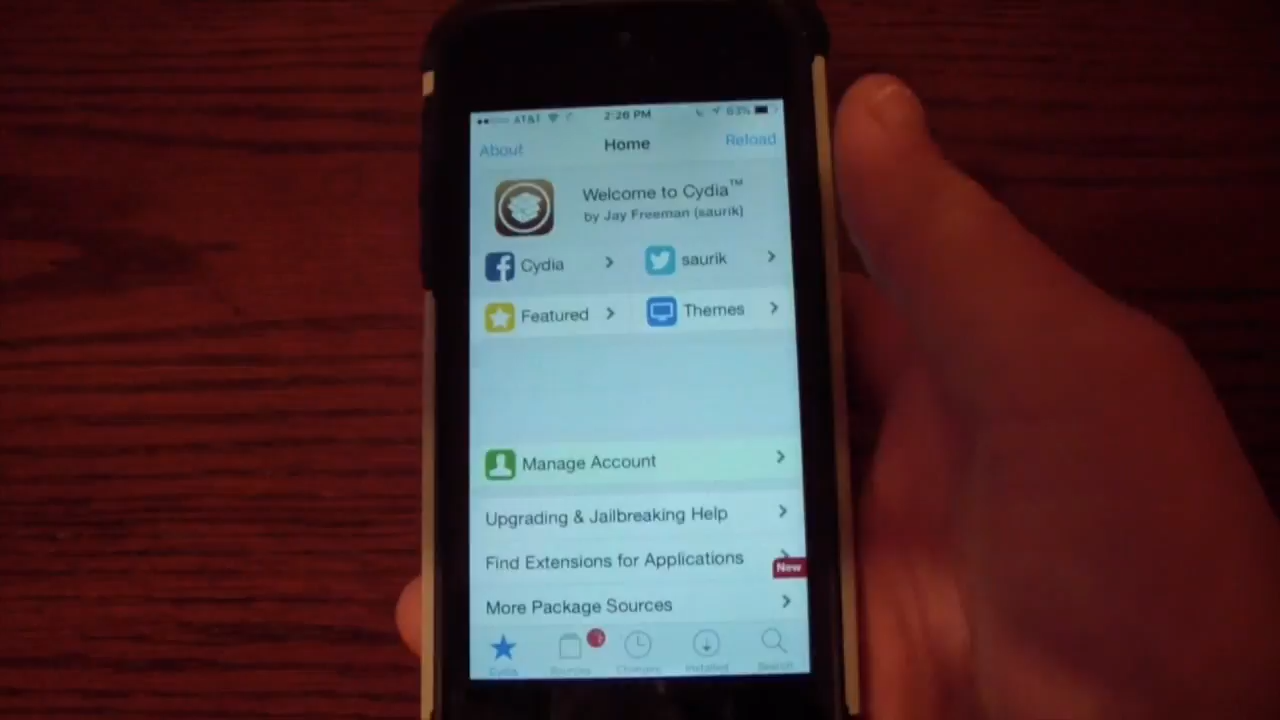 AT&T 2:26 PM 63%
About Home Reload
Welcome to Cydia™
by Jay Freeman (saurik)
Cydia saurik
Featured Themes
Manage Account
Upgrading & Jailbreaking Help
Find Extensions for Applications
New
More Package Sources
Cydia Sources Changes Installed Search